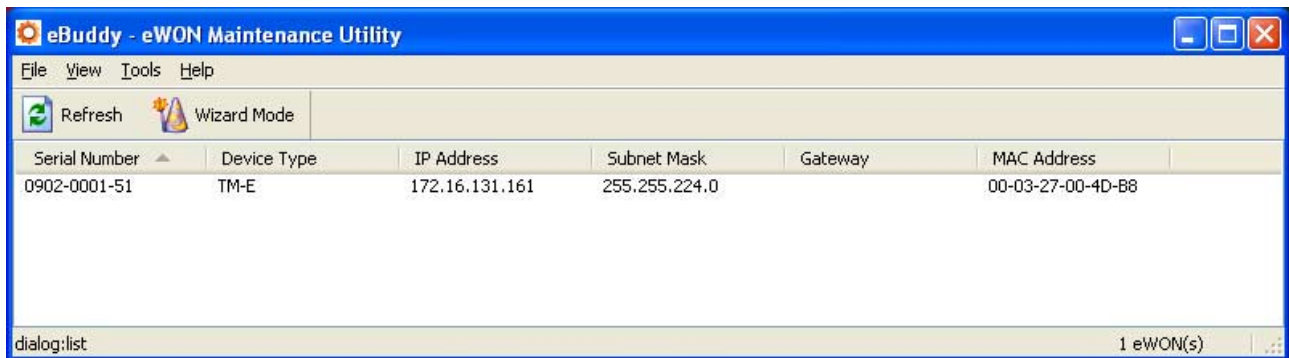 eBuddy - eWON Maintenance Utility
File View Tools Help
Refresh Wizard Mode
Serial Number Device Type IP Address Subnet Mask Gateway MAC Address
0902-0001-51 TM-E 172.16.131.161 255.255.224.0 00-03-27-00-4D-B8
dialog:list 1 eWON(s)